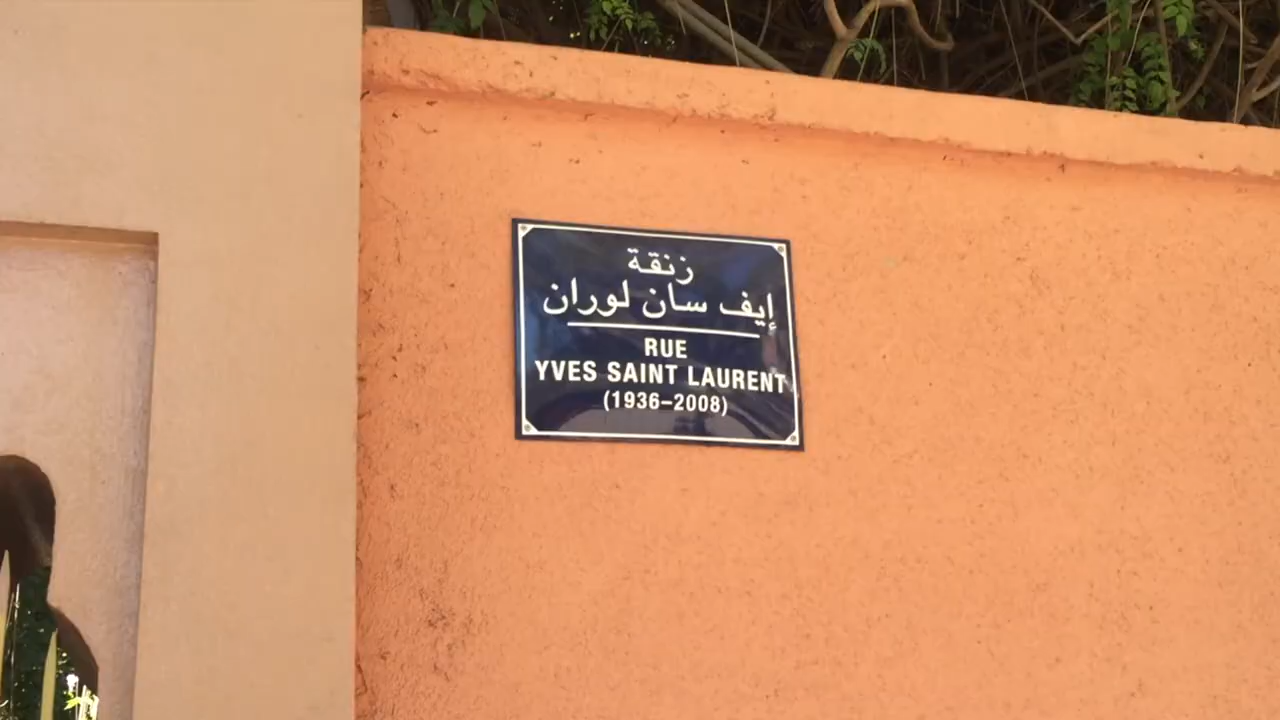 زنقة
إيف سان لوران
RUE
YVES SAINT LAURENT
(1936–2008)